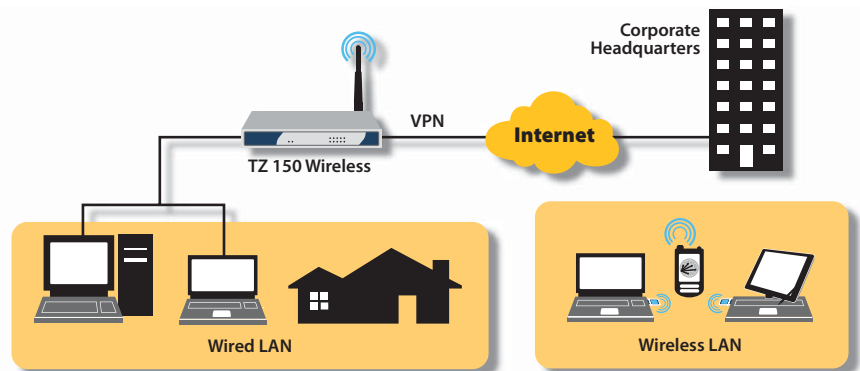 Corporate
Headquarters
VPN
Internet
TZ 150 Wireless
Wired LAN
Wireless LAN